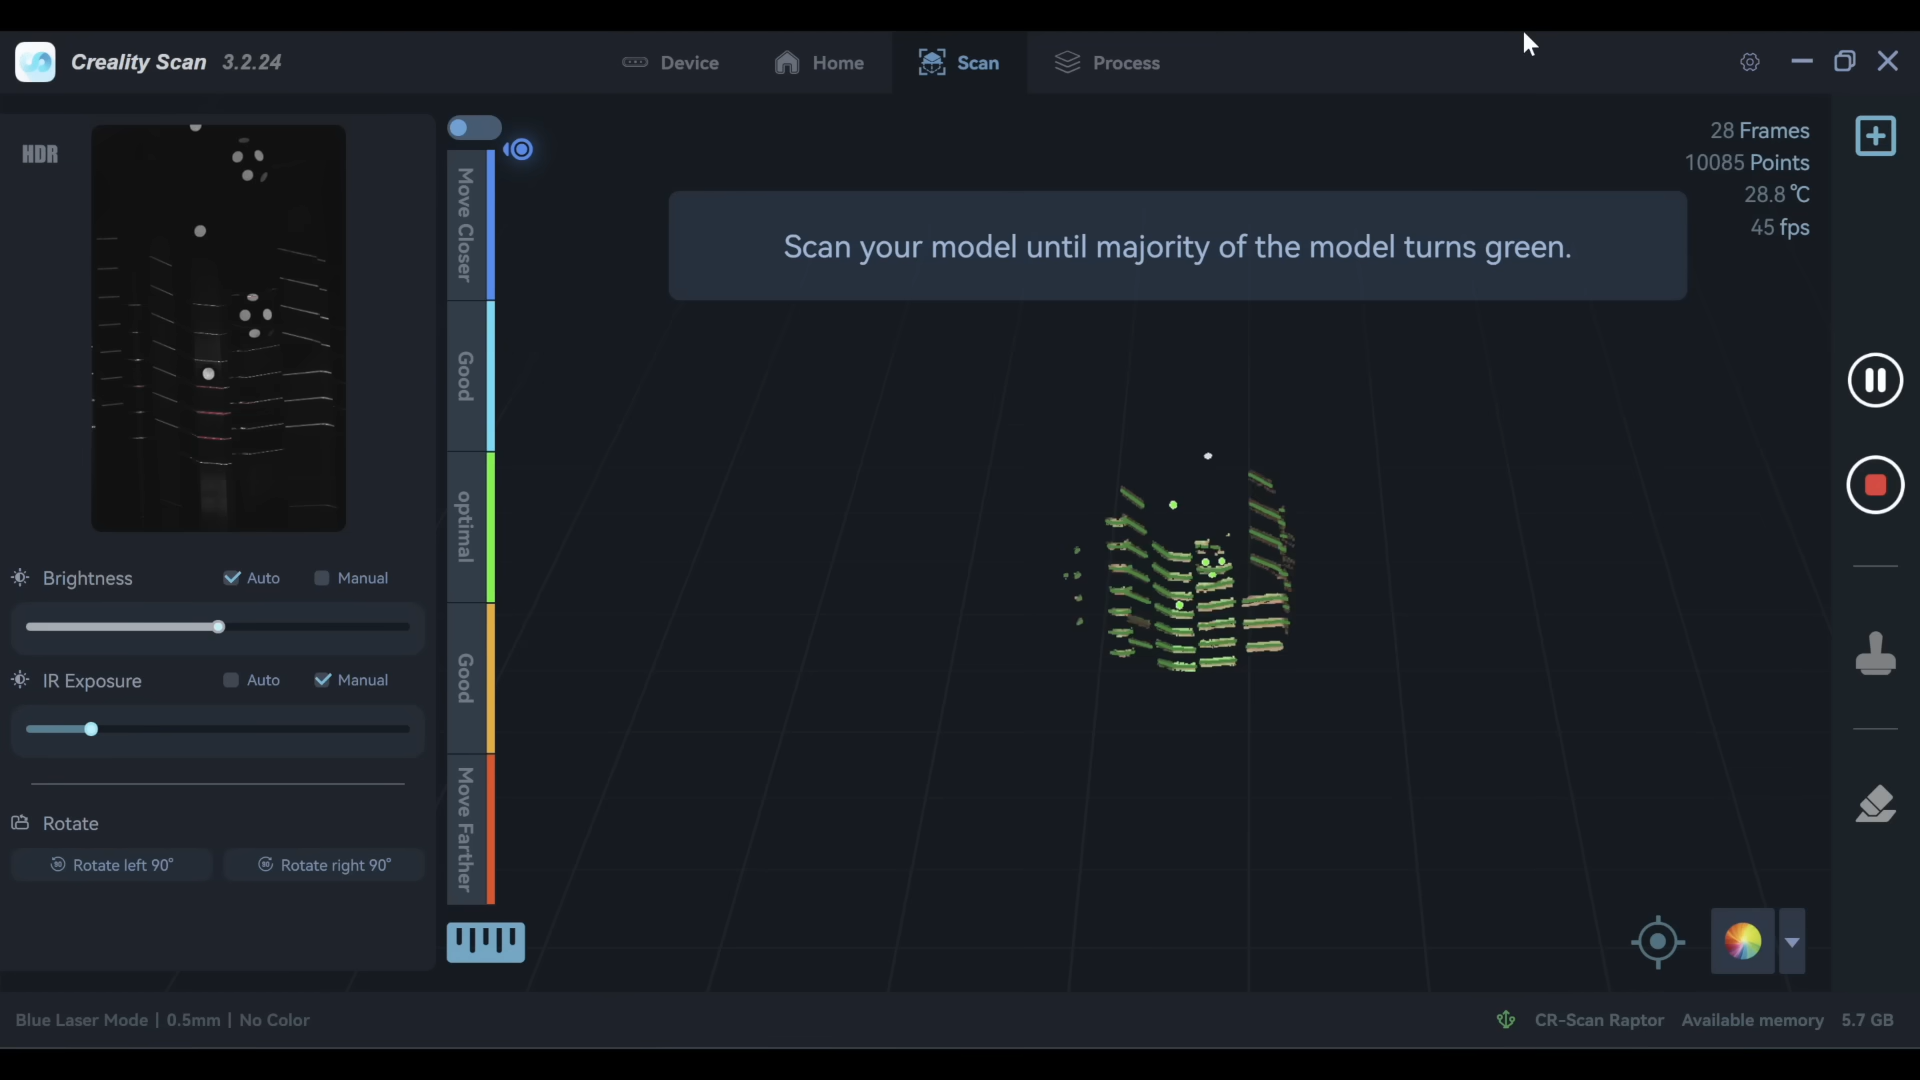 Creality Scan 3.2.24
Device
Home
Scan
Process
HDR
28 Frames
10085 Points
28.8 ℃
45 fps
Scan your model until majority of the model turns green.
Move Closer
Good
optimal
Good
Move Farther
Brightness
Auto
Manual
IR Exposure
Auto
Manual
Rotate
90 Rotate left 90°
90 Rotate right 90°
Blue Laser Mode | 0.5mm | No Color
CR-Scan Raptor Available memory 5.7 GB